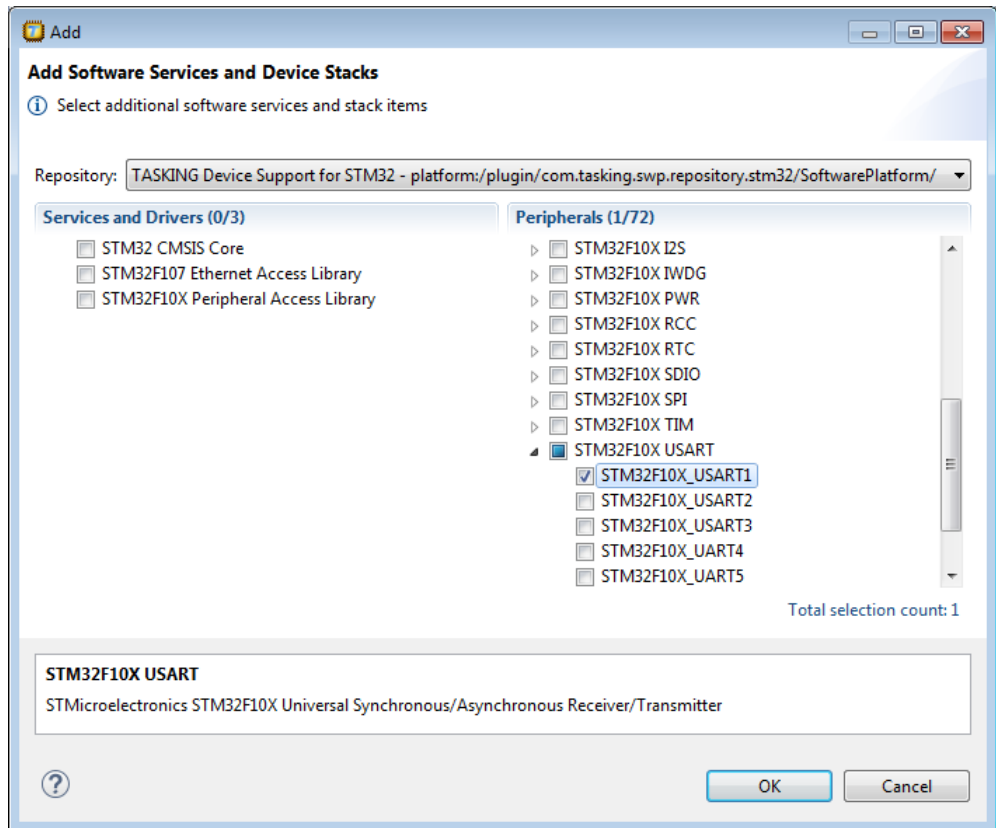 Add
Add Software Services and Device Stacks
Select additional software services and stack items
Repository: TASKING Device Support for STM32 - platform:/plugin/com.tasking.swp.repository.stm32/SoftwarePlatform/
Services and Drivers (0/3)
STM32 CMSIS Core
STM32F107 Ethernet Access Library
STM32F10X Peripheral Access Library
Peripherals (1/72)
STM32F10X I2S
STM32F10X IWDG
STM32F10X PWR
STM32F10X RCC
STM32F10X RTC
STM32F10X SDIO
STM32F10X SPI
STM32F10X TIM
STM32F10X USART
STM32F10X_USART1
STM32F10X_USART2
STM32F10X_USART3
STM32F10X_UART4
STM32F10X_UART5
Total selection count: 1
STM32F10X USART
STMicroelectronics STM32F10X Universal Synchronous/Asynchronous Receiver/Transmitter
OK
Cancel